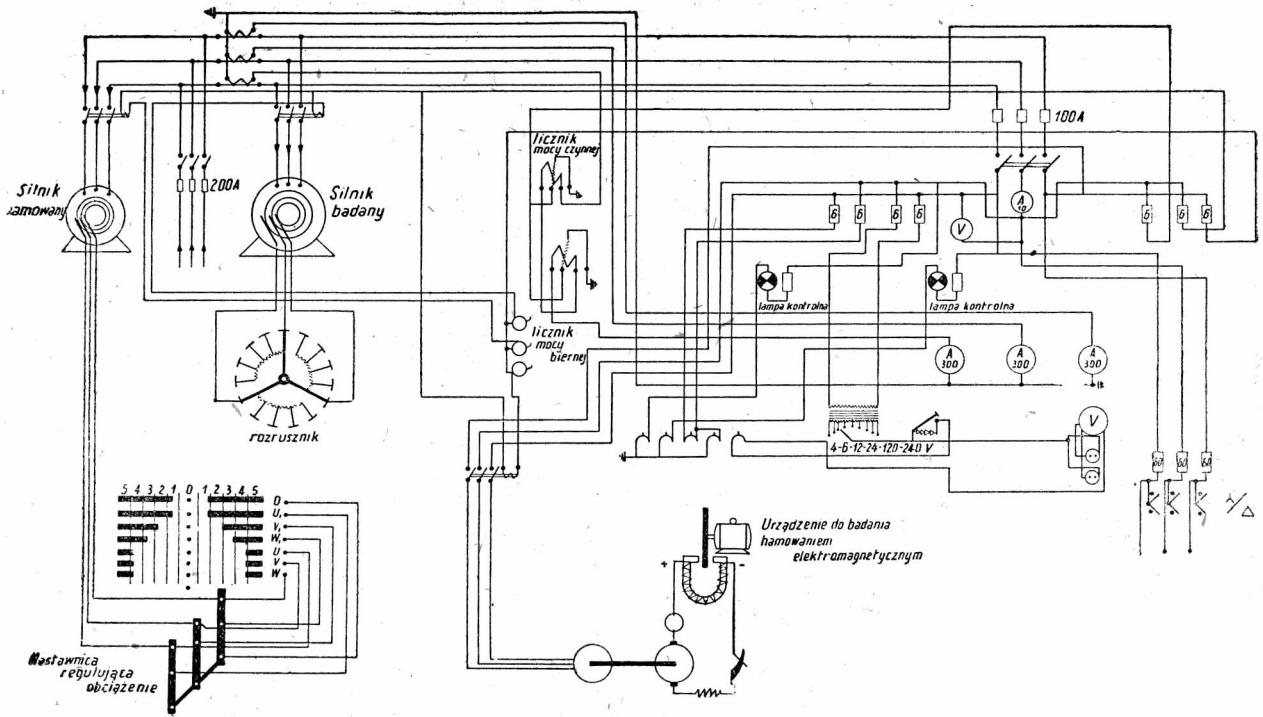 Silnik
hamowany
200A
Silnik
badany
licznik
mocy czynnej
licznik
mocy
biernej
100A
A
10
V
6
6
6
6
6
6
6
lampa kontrolna
lampa kontrolna
A
300
A
300
A
300
V
4-6-12-24-120-240 V
60
60
60
rozrusznik
5 4 3 2 1 0 1 2 3 4 5
O
U₁
V₁
W₁
U
V
W
Nastawnica
regulująca
obciążenie
+
-
Urządzenie do badania
hamowaniem
elektromagnetycznym